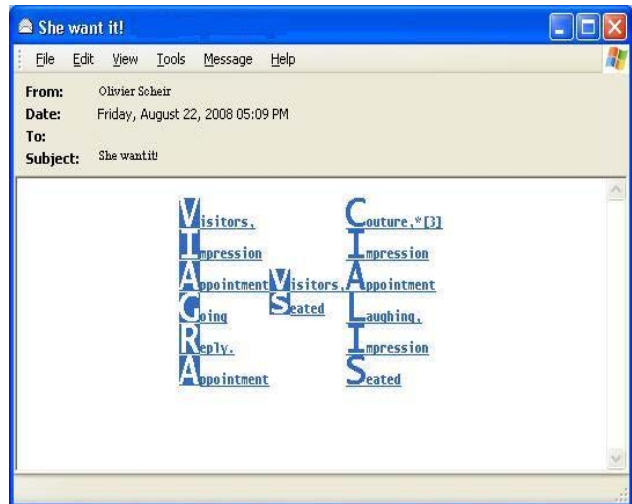 She want it!
File Edit View Tools Message Help
From: Olivier Scheir
Date: Friday, August 22, 2008 05:09 PM
To:
Subject: She want it!
Visitors, Couture,*[3]
Impression Impression
Appointment Visitors, Appointment
Going Seated Laughing,
Reply. Impression
Appointment Seated